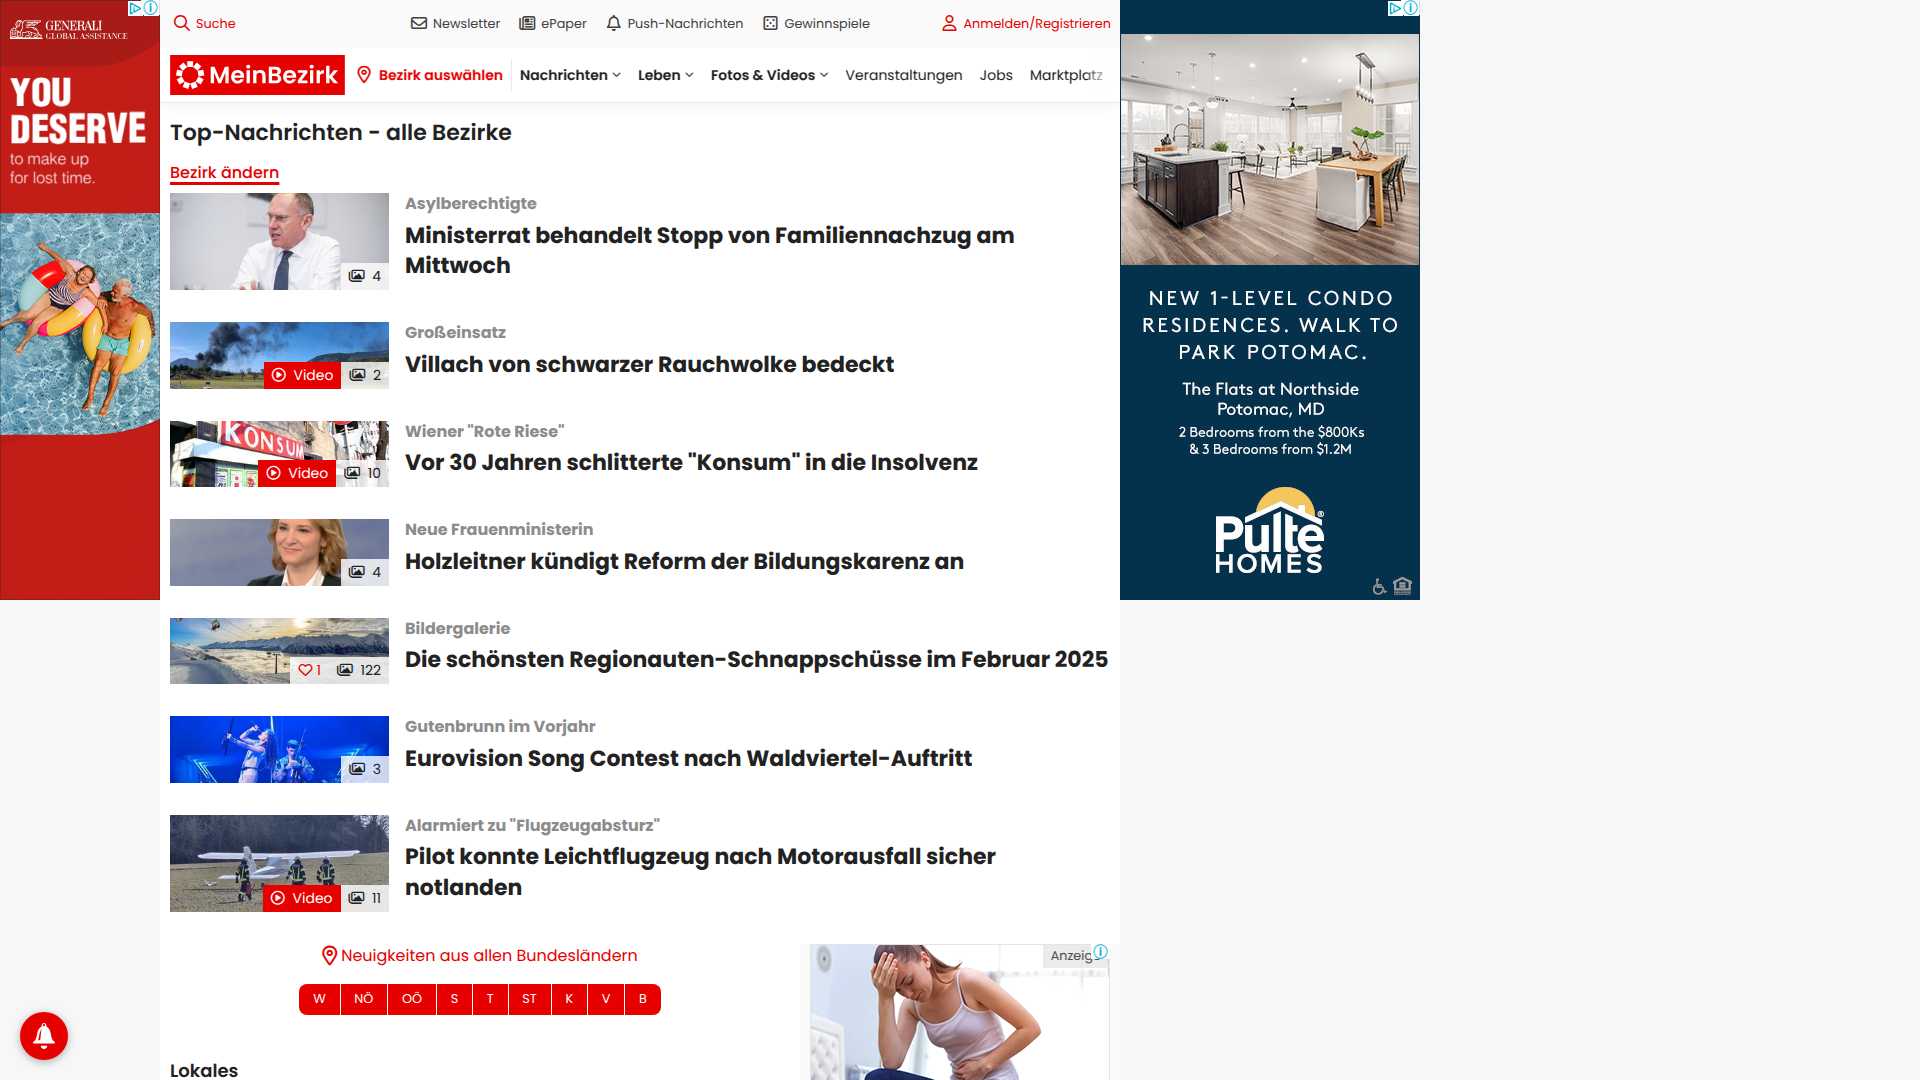 GENERALI
GLOBAL ASSISTANCE
YOU
DESERVE
to make up
for lost time.
Suche
Newsletter
ePaper
Push-Nachrichten
Gewinnspiele
Anmelden/Registrieren
MeinBezirk
Bezirk auswählen
Nachrichten
Leben
Fotos & Videos
Veranstaltungen
Jobs
Marktplatz
Top-Nachrichten - alle Bezirke
Bezirk ändern
4
Asylberechtigte
Ministerrat behandelt Stopp von Familiennachzug am
Mittwoch
Video 2
Großeinsatz
Villach von schwarzer Rauchwolke bedeckt
KONSUM
Video 10
Wiener "Rote Riese"
Vor 30 Jahren schlitterte "Konsum" in die Insolvenz
4
Neue Frauenministerin
Holzleitner kündigt Reform der Bildungskarenz an
1 122
Bildergalerie
Die schönsten Regionauten-Schnappschüsse im Februar 2025
3
Gutenbrunn im Vorjahr
Eurovision Song Contest nach Waldviertel-Auftritt
Video 11
Alarmiert zu "Flugzeugabsturz"
Pilot konnte Leichtflugzeug nach Motorausfall sicher
notlanden
Neuigkeiten aus allen Bundesländern
W NÖ OÖ S T ST K V B
Lokales
Anzeige
NEW 1-LEVEL CONDO
RESIDENCES. WALK TO
PARK POTOMAC.
The Flats at Northside
Potomac, MD
2 Bedrooms from the $800Ks
& 3 Bedrooms from $1.2M
Pulte®
HOMES